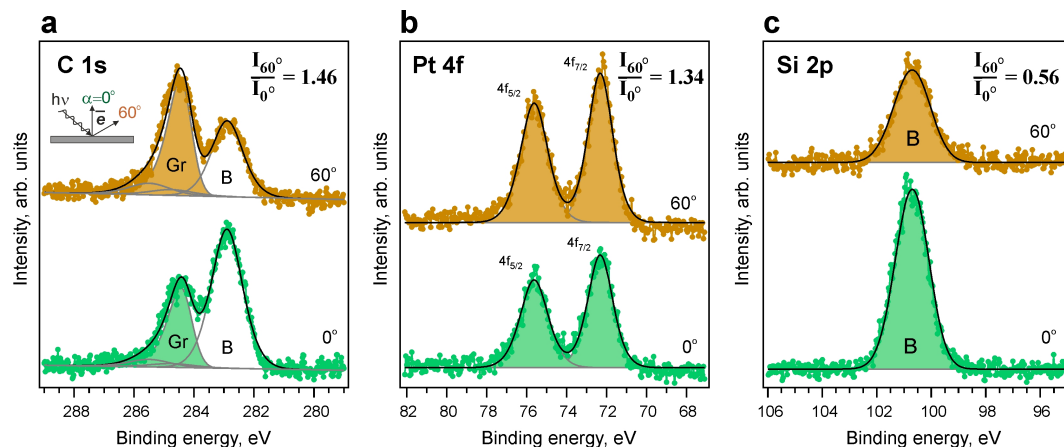 a
C 1s
I60° / I0° = 1.46
hν
α=0°
60°
e̅
Gr
B
60°
Gr
B
0°
Intensity, arb. units
288 286 284 282 280
Binding energy, eV
b
Pt 4f
4f7/2
I60° / I0° = 1.34
4f5/2
60°
4f5/2
4f7/2
0°
Intensity, arb. units
82 80 78 76 74 72 70 68
Binding energy, eV
c
Si 2p
I60° / I0° = 0.56
B
60°
B
0°
Intensity, arb. units
106 104 102 100 98 96
Binding energy, eV